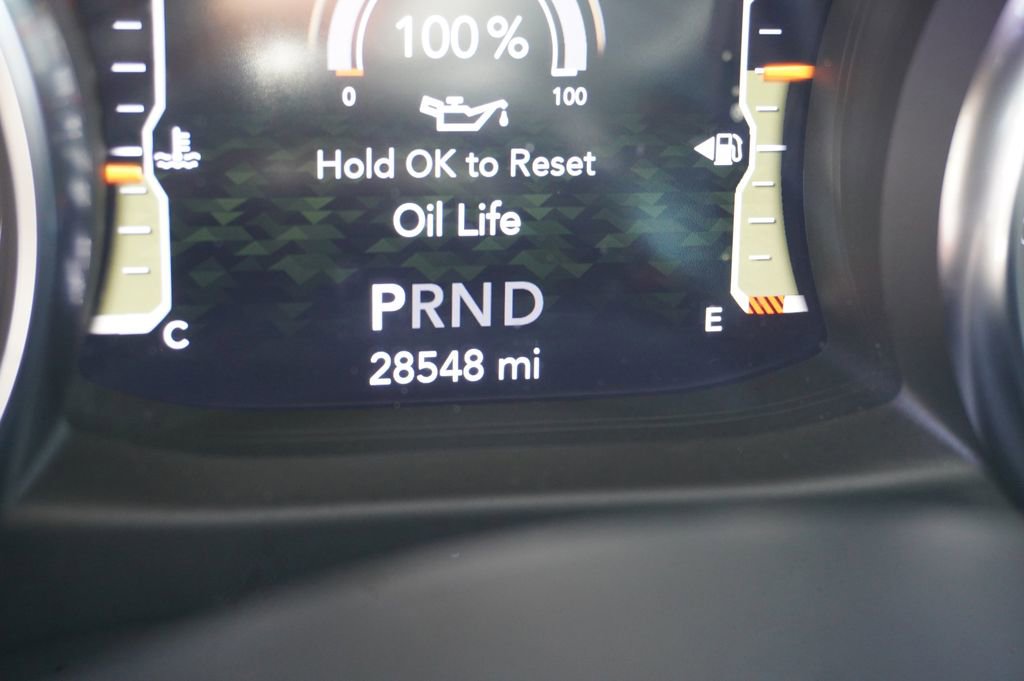 100%
0 100
Hold OK to Reset
Oil Life
PRND
C E
28548 mi